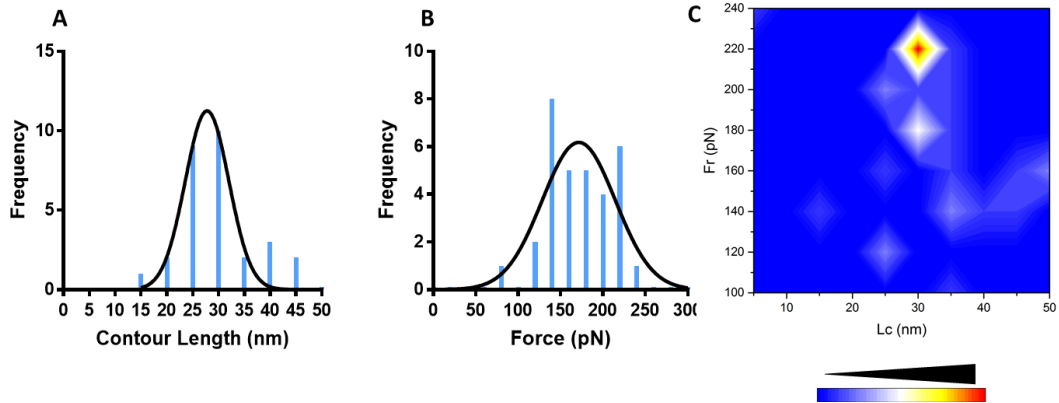 A
Frequency
15
10
5
0
0 5 10 15 20 25 30 35 40 45 50
Contour Length (nm)
B
Frequency
10
8
6
4
2
0
0 50 100 150 200 250 300
Force (pN)
C
Fr (pN)
240
220
200
180
160
140
120
100
10 20 30 40 50
Lc (nm)